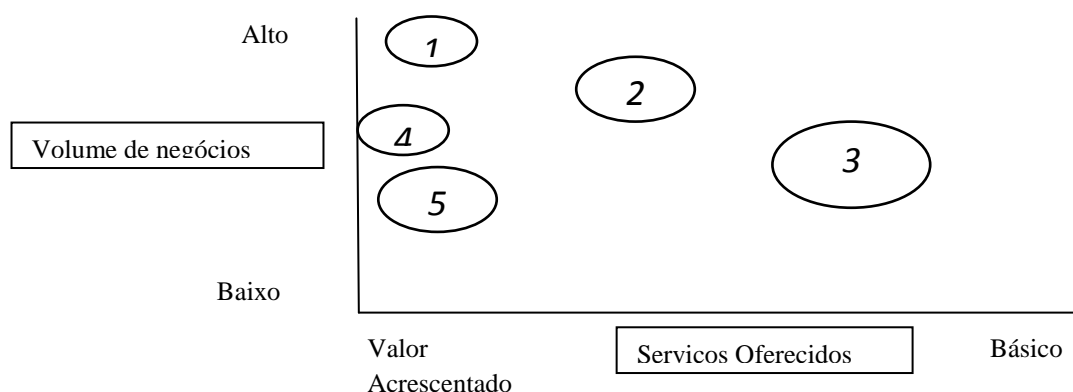 Alto
1
2
4
Volume de negócios
3
5
Baixo
Valor
Acrescentado
Servicos Oferecidos
Básico